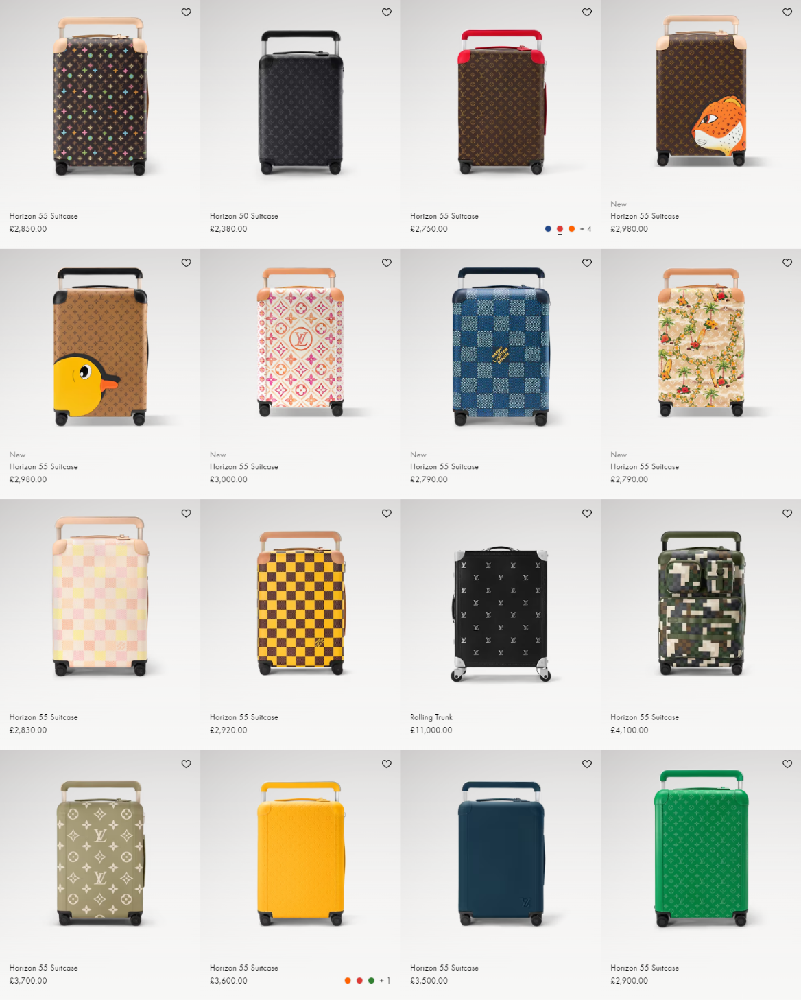 Horizon 55 Suitcase
£2,850.00
Horizon 50 Suitcase
£2,380.00
Horizon 55 Suitcase
£2,750.00
+ 4
New
Horizon 55 Suitcase
£2,980.00
New
Horizon 55 Suitcase
£2,980.00
New
Horizon 55 Suitcase
£3,000.00
New
Horizon 55 Suitcase
£2,790.00
New
Horizon 55 Suitcase
£2,790.00
Horizon 55 Suitcase
£2,830.00
Horizon 55 Suitcase
£2,920.00
Rolling Trunk
£11,000.00
Horizon 55 Suitcase
£4,100.00
Horizon 55 Suitcase
£3,700.00
Horizon 55 Suitcase
£3,600.00
+ 1
Horizon 55 Suitcase
£3,500.00
Horizon 55 Suitcase
£2,900.00